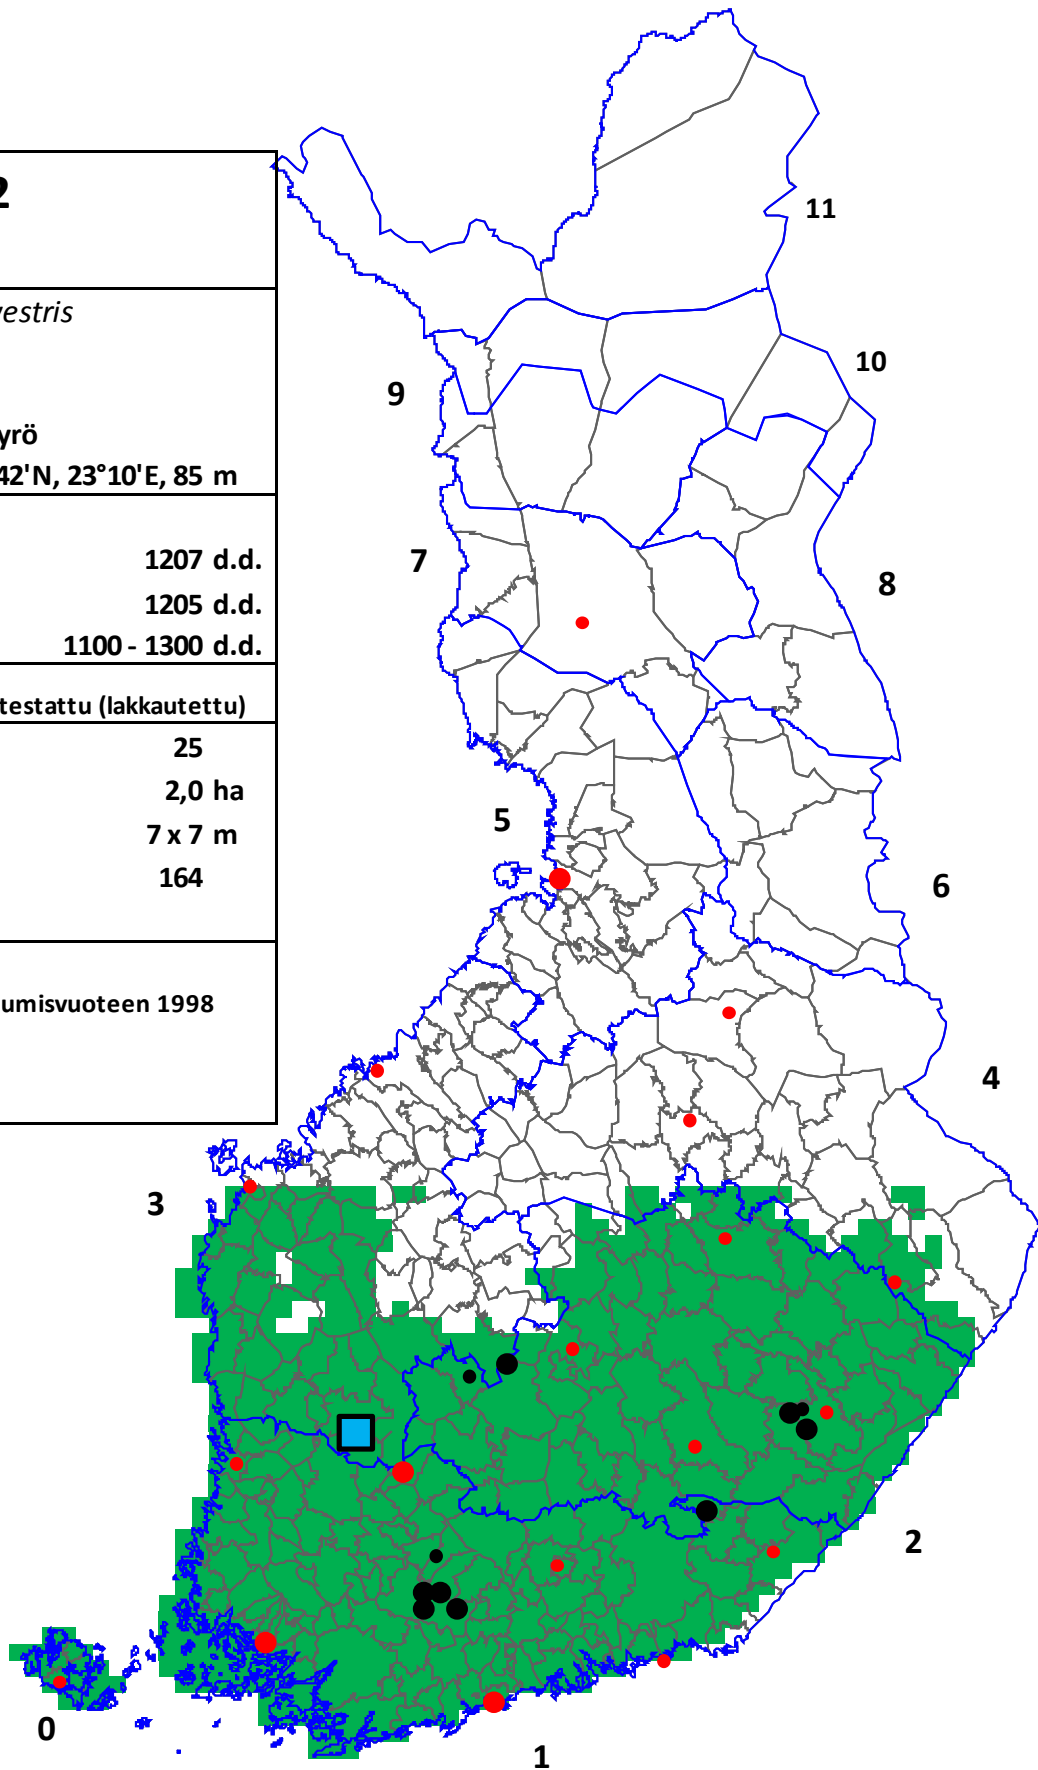 2
estris
yrö
42'N, 23°10'E, 85 m
1207 d.d.
1205 d.d.
1100 - 1300 d.d.
testattu (lakkautettu)
25
2,0 ha
7 x 7 m
164
umisvuoteen 1998
11
10
9
7
8
5
6
4
3
2
0
1